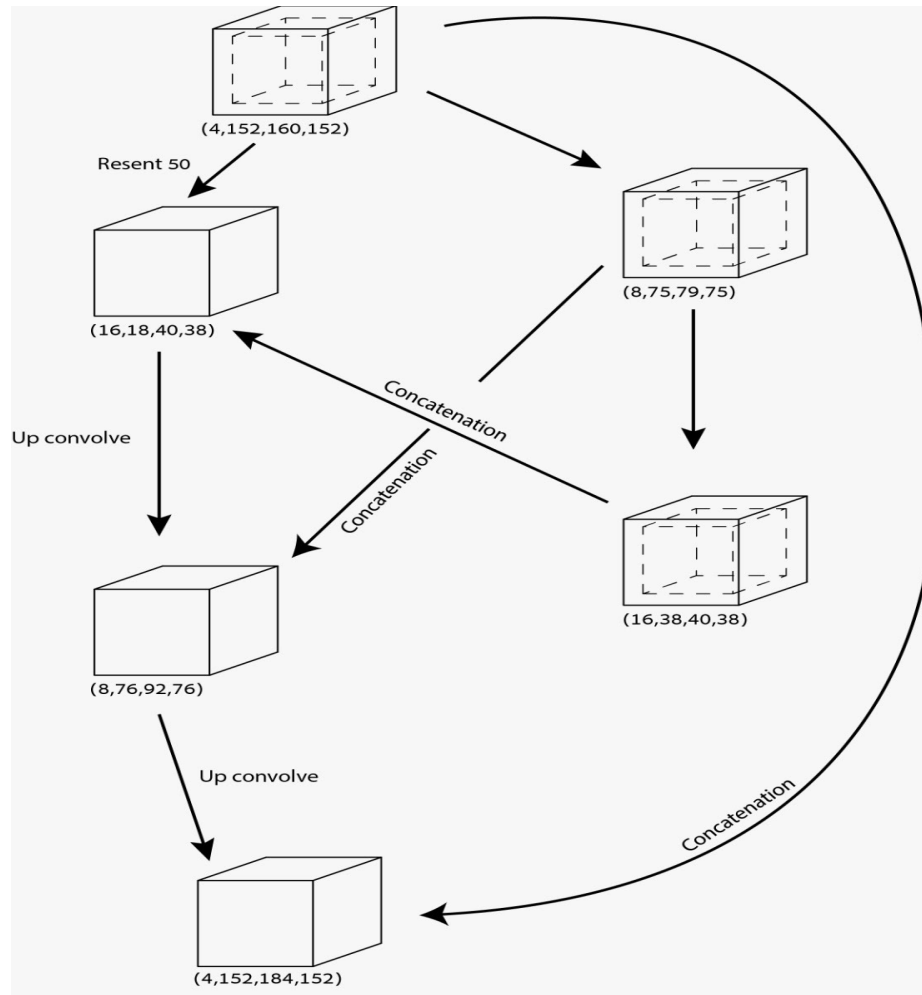 (4,152,160,152)
Resent 50
(8,75,79,75)
(16,18,40,38)
Concatenation
Up convolve
Concatenation
(16,38,40,38)
(8,76,92,76)
Up convolve
Concatenation
(4,152,184,152)